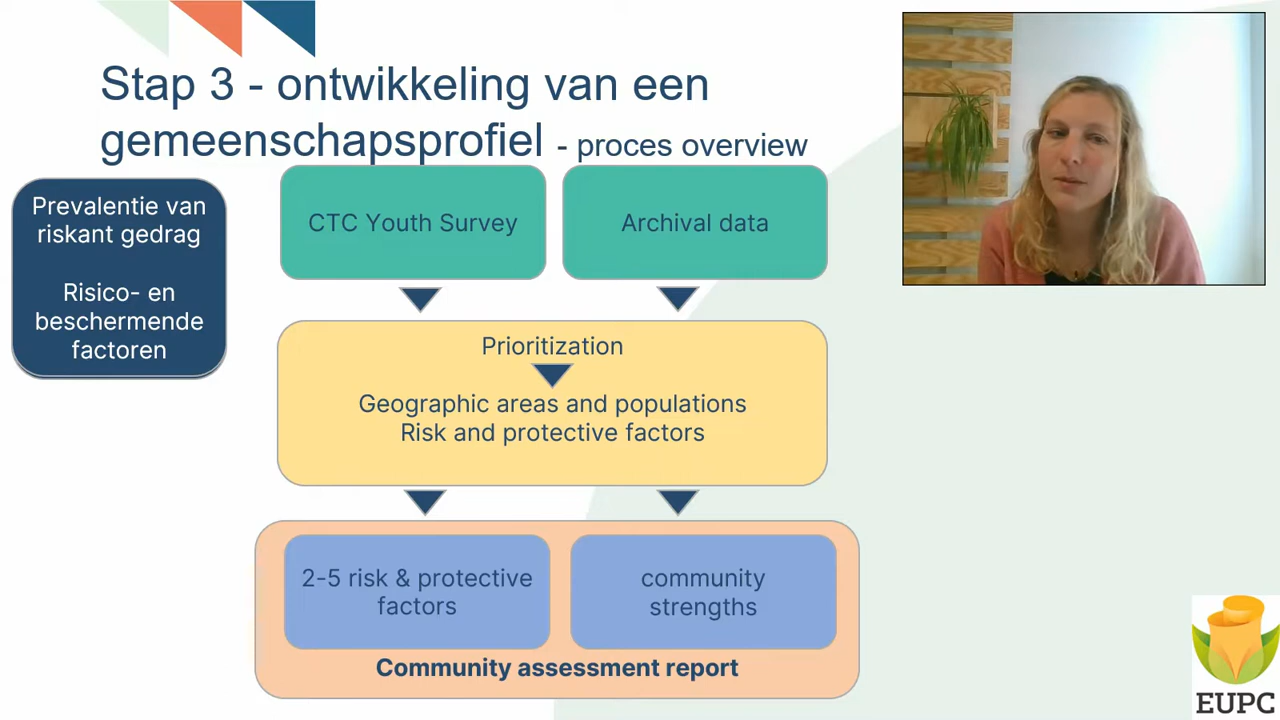 Stap 3 - ontwikkeling van een
gemeenschapsprofiel - proces overview
Prevalentie van
riskant gedrag
Risico- en
beschermende
factoren
CTC Youth Survey
Archival data
Prioritization
Geographic areas and populations
Risk and protective factors
2-5 risk & protective
factors
community
strengths
Community assessment report
EUPC